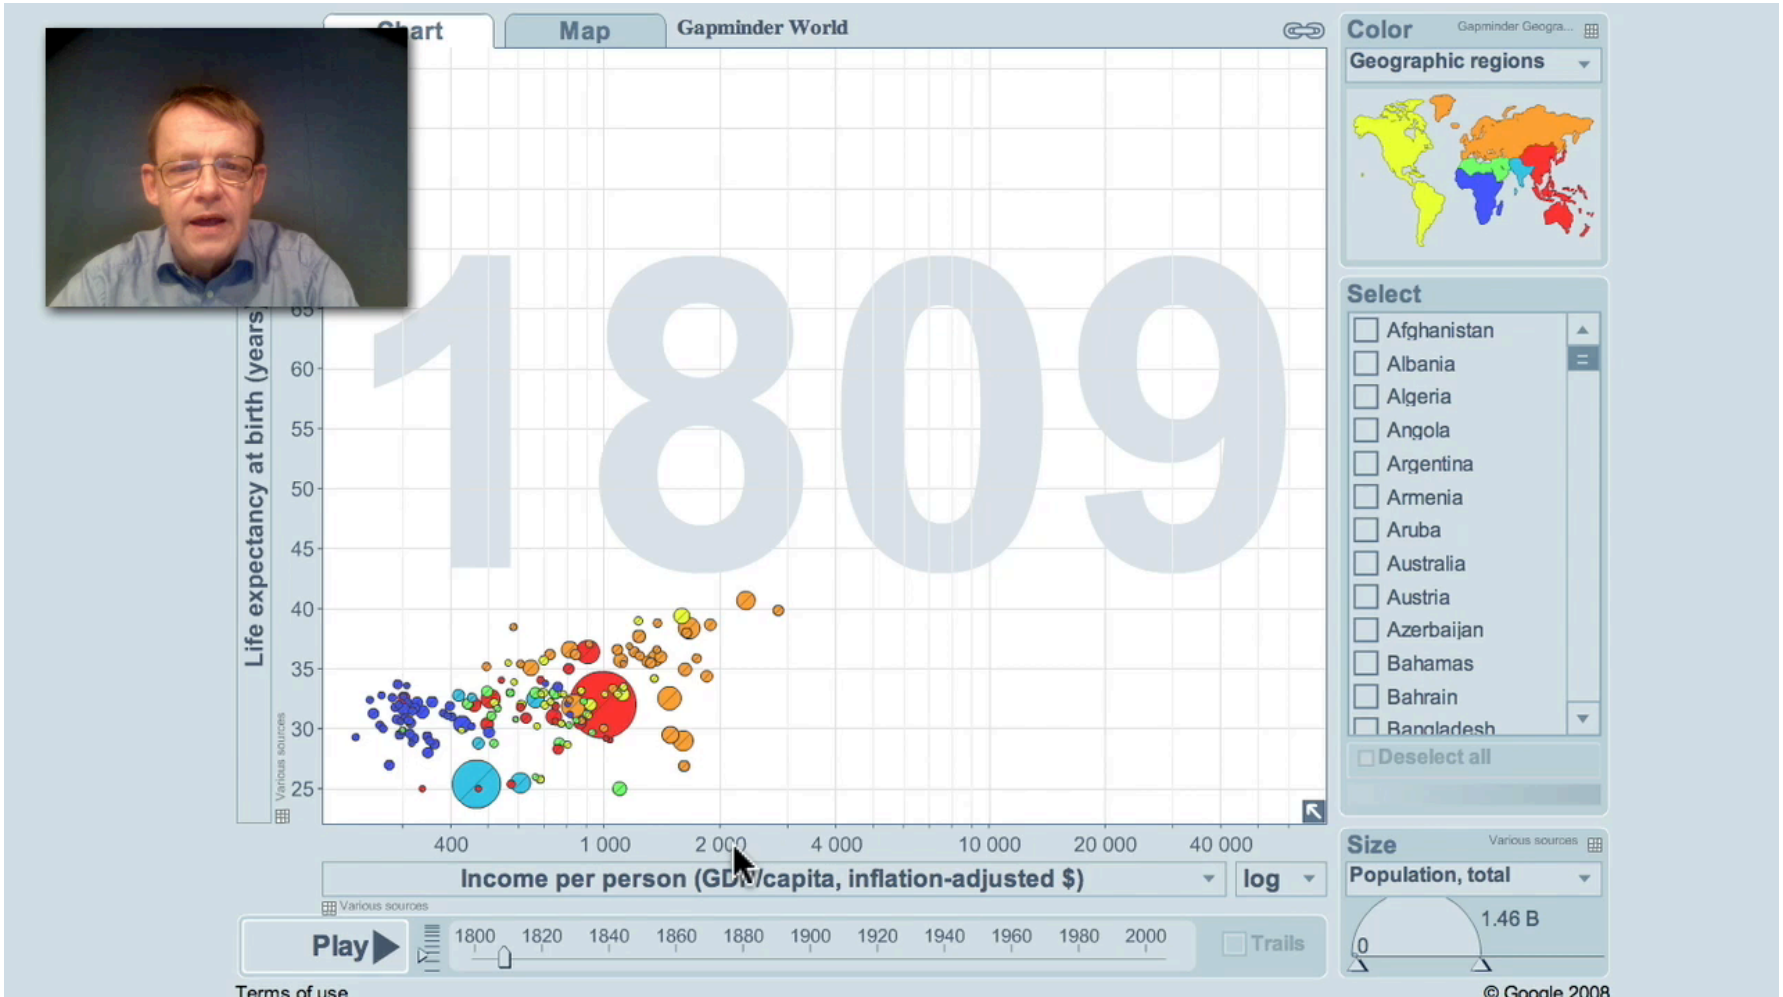 Chart
Map
Gapminder World
1809
Life expectancy at birth (years
Various sources
65
60
55
50
45
40
35
30
25
400
1 000
2 000
4 000
10 000
20 000
40 000
Income per person (GDP/capita, inflation-adjusted $)
log
Various sources
Play
1800 1820 1840 1860 1880 1900 1920 1940 1960 1980 2000
Trails
Terms of use
Color
Gapminder Geogra...
Geographic regions
Select
Afghanistan
Albania
Algeria
Angola
Argentina
Armenia
Aruba
Australia
Austria
Azerbaijan
Bahamas
Bahrain
Bangladesh
Deselect all
Size
Various sources
Population, total
1.46 B
0
© Google 2008